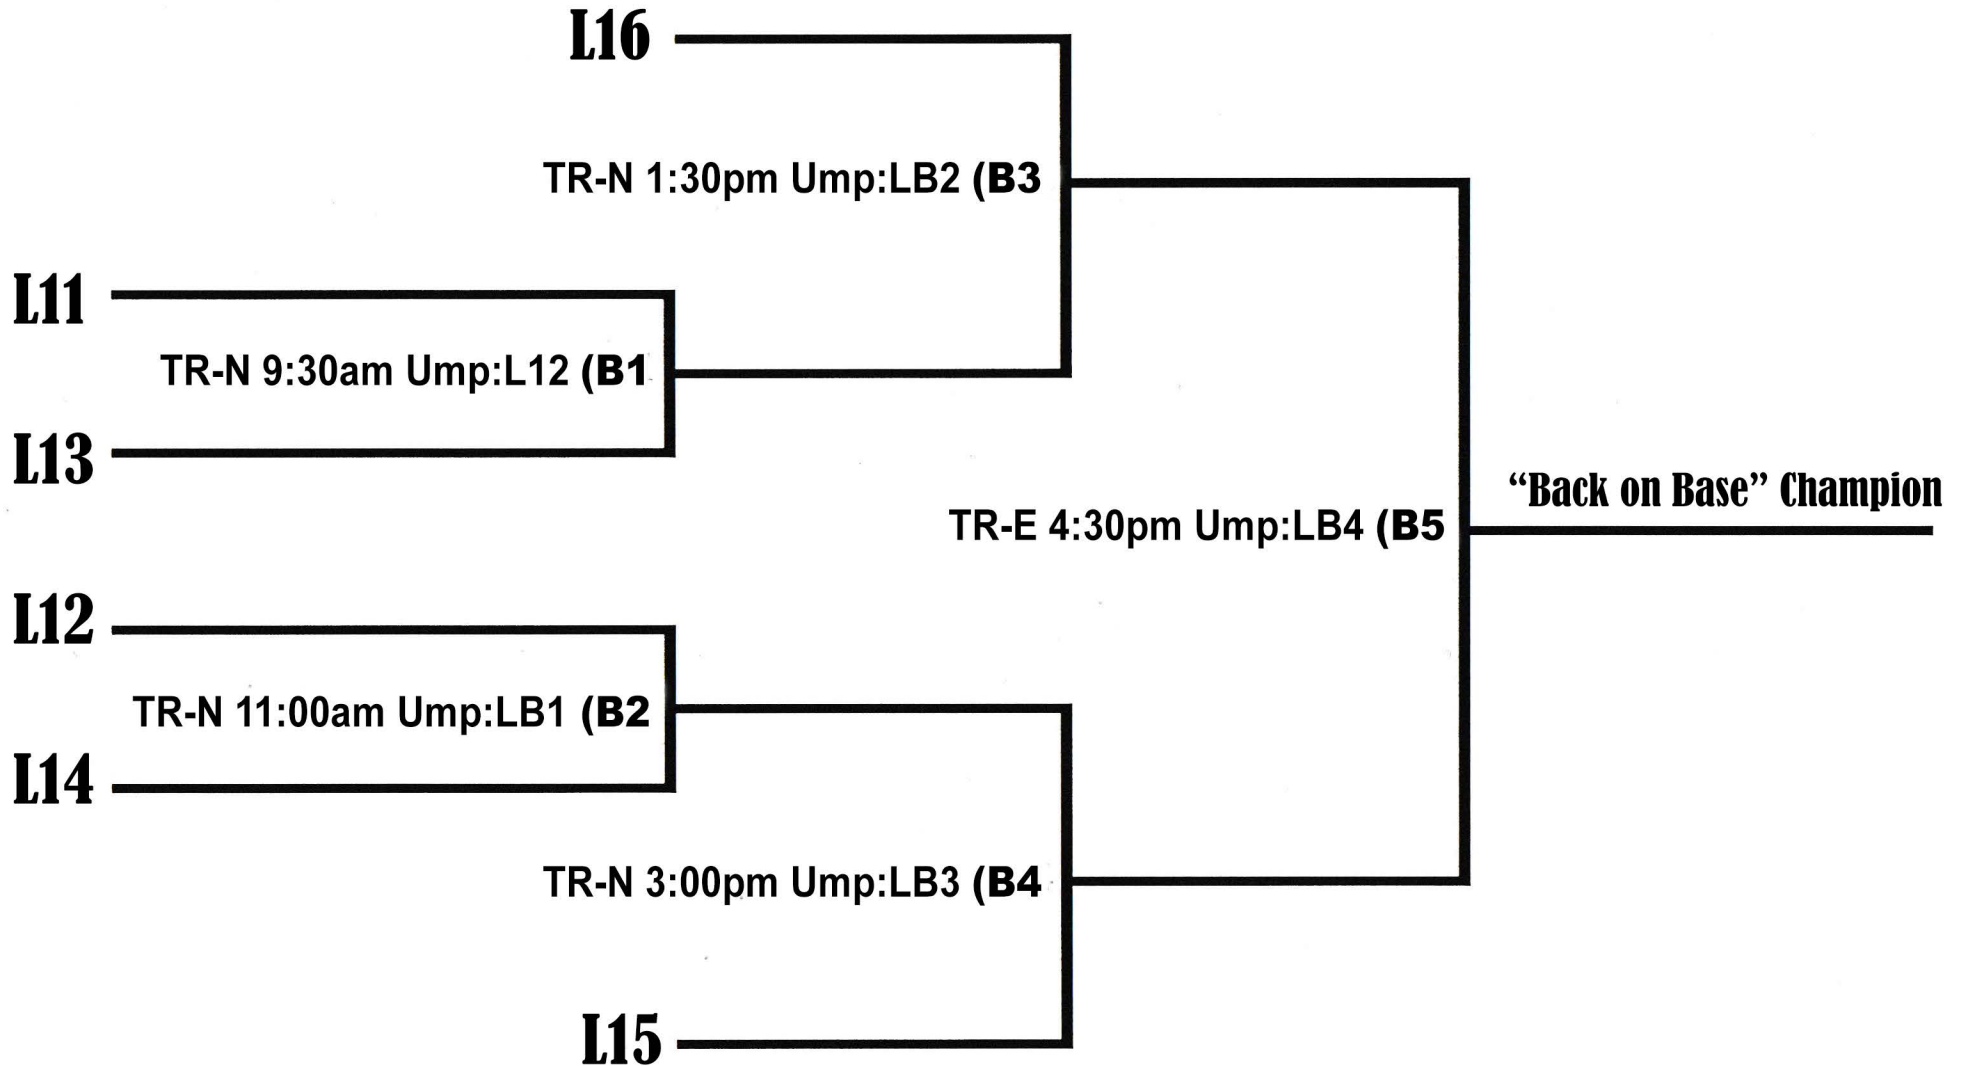 L16
TR-N 1:30pm Ump:LB2 (B3
L11
TR-N 9:30am Ump:L12 (B1
L13
“Back on Base” Champion
TR-E 4:30pm Ump:LB4 (B5
L12
TR-N 11:00am Ump:LB1 (B2
L14
TR-N 3:00pm Ump:LB3 (B4
L15